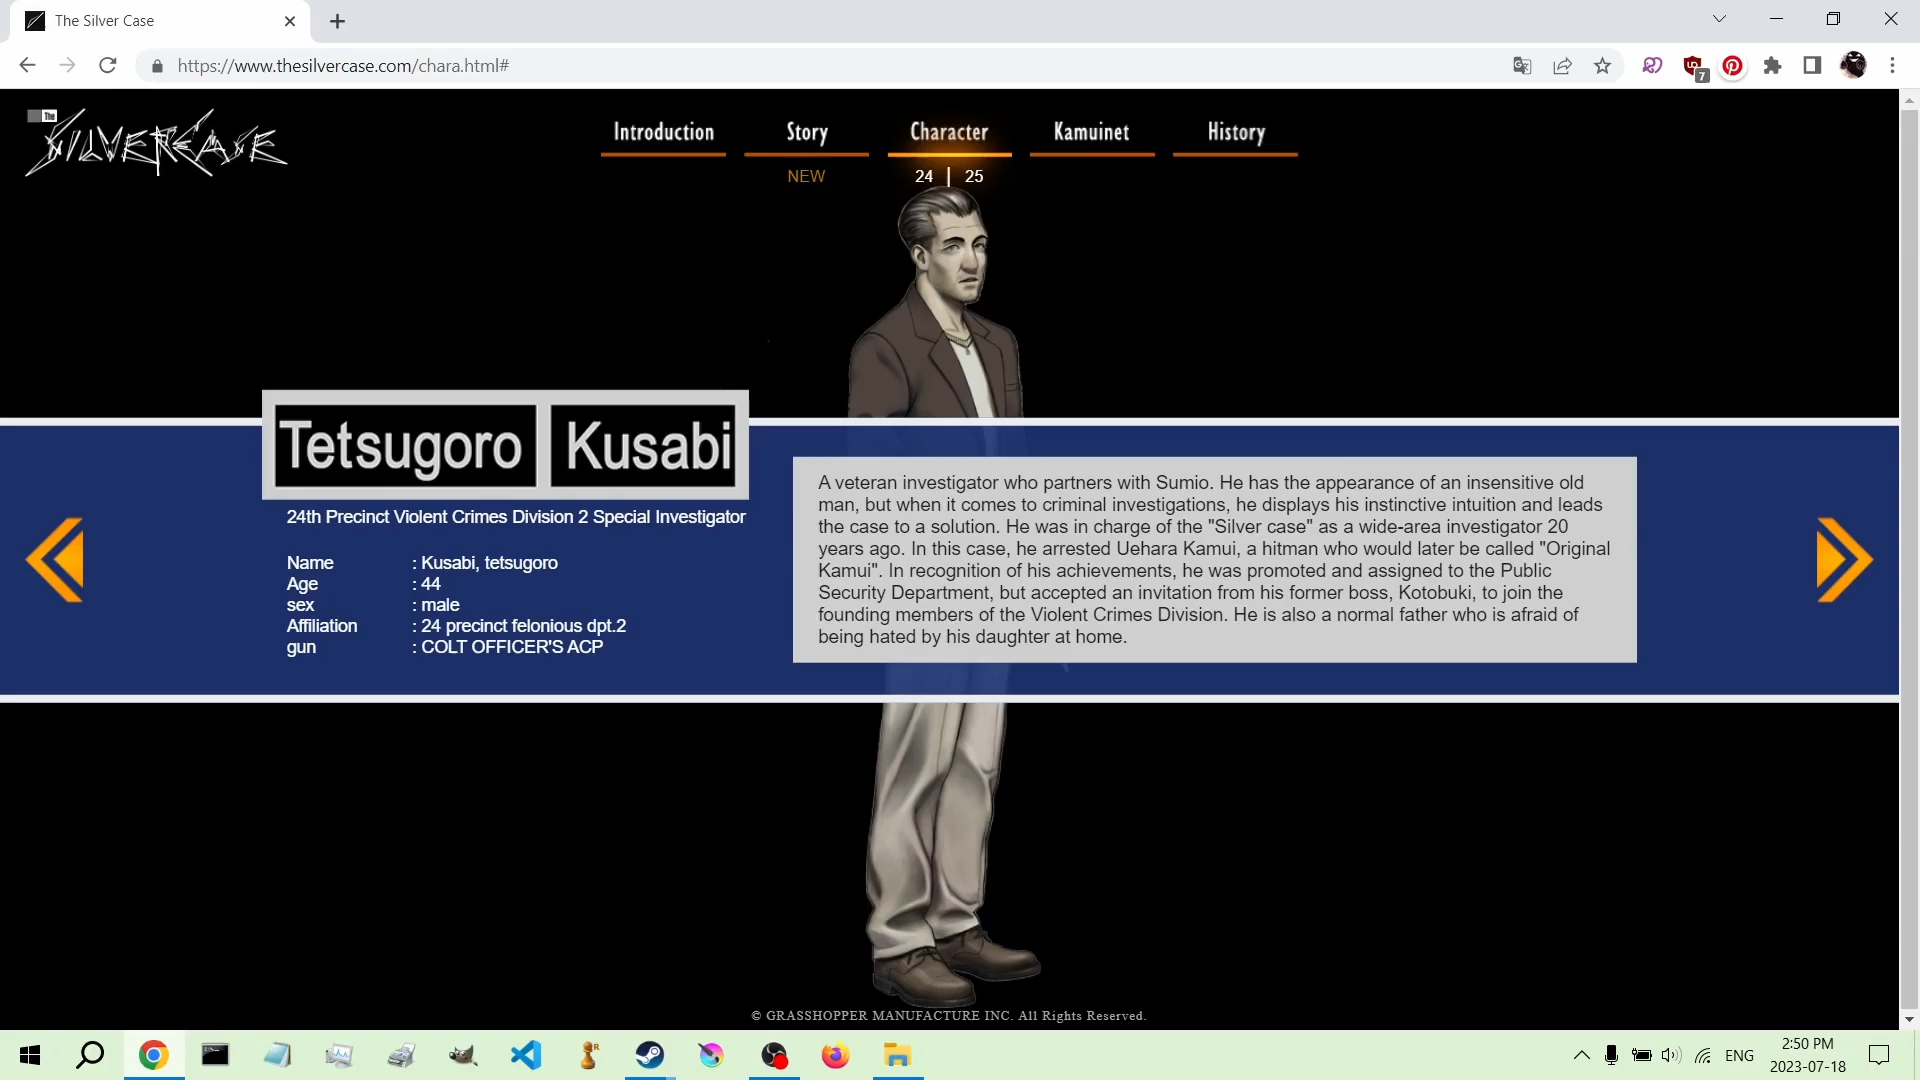 The Silver Case
https://www.thesilvercase.com/chara.html#
7
The
SILVERCASE
Introduction
Story
Character
Kamuinet
History
NEW
24 | 25
Tetsugoro Kusabi
24th Precinct Violent Crimes Division 2 Special Investigator
Name : Kusabi, tetsugoro
Age : 44
sex : male
Affiliation : 24 precinct felonious dpt.2
gun : COLT OFFICER'S ACP
A veteran investigator who partners with Sumio. He has the appearance of an insensitive old
man, but when it comes to criminal investigations, he displays his instinctive intuition and leads
the case to a solution. He was in charge of the "Silver case" as a wide-area investigator 20
years ago. In this case, he arrested Uehara Kamui, a hitman who would later be called "Original
Kamui". In recognition of his achievements, he was promoted and assigned to the Public
Security Department, but accepted an invitation from his former boss, Kotobuki, to join the
founding members of the Violent Crimes Division. He is also a normal father who is afraid of
being hated by his daughter at home.
© GRASSHOPPER MANUFACTURE INC. All Rights Reserved.
ENG
2:50 PM
2023-07-18